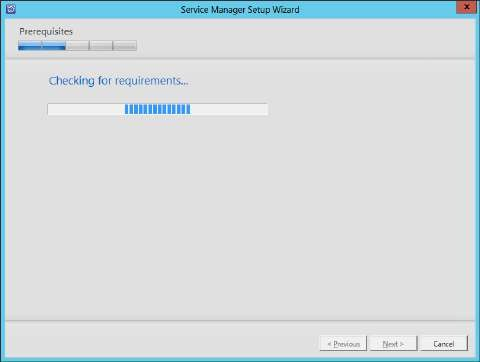 Service Manager Setup Wizard
Prerequisites
Checking for requirements...
< Previous
Next >
Cancel